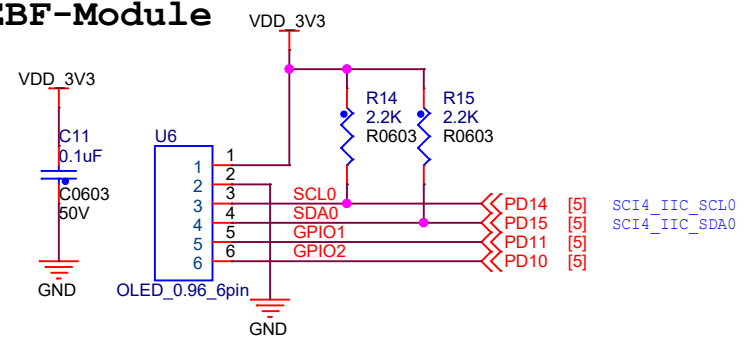 EBF-Module
VDD_3V3
VDD_3V3
C11
0.1uF
C0603
50V
GND
U6
1 1
2 2
3 3 SCL0
4 4 SDA0
5 5 GPIO1
6 6 GPIO2
OLED_0.96_6pin
GND
R14
2.2K
R0603
R15
2.2K
R0603
PD14 [5] SCI4_IIC_SCL0
PD15 [5] SCI4_IIC_SDA0
PD11 [5]
PD10 [5]